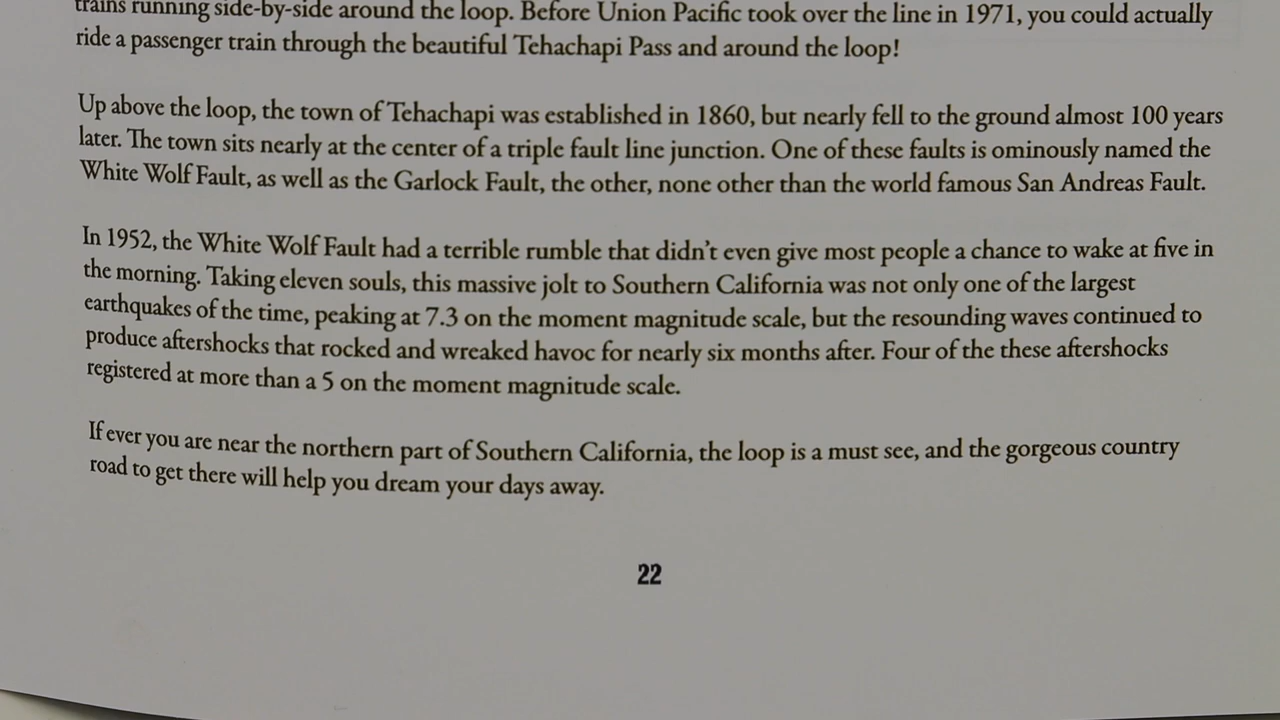 trains running side-by-side around the loop. Before Union Pacific took over the line in 1971, you could actually
ride a passenger train through the beautiful Tehachapi Pass and around the loop!
Up above the loop, the town of Tehachapi was established in 1860, but nearly fell to the ground almost 100 years
later. The town sits nearly at the center of a triple fault line junction. One of these faults is ominously named the
White Wolf Fault, as well as the Garlock Fault, the other, none other than the world famous San Andreas Fault.
In 1952, the White Wolf Fault had a terrible rumble that didn't even give most people a chance to wake at five in
the morning. Taking eleven souls, this massive jolt to Southern California was not only one of the largest
earthquakes of the time, peaking at 7.3 on the moment magnitude scale, but the resounding waves continued to
produce aftershocks that rocked and wreaked havoc for nearly six months after. Four of the these aftershocks
registered at more than a 5 on the moment magnitude scale.
If ever you are near the northern part of Southern California, the loop is a must see, and the gorgeous country
road to get there will help you dream your days away.
22